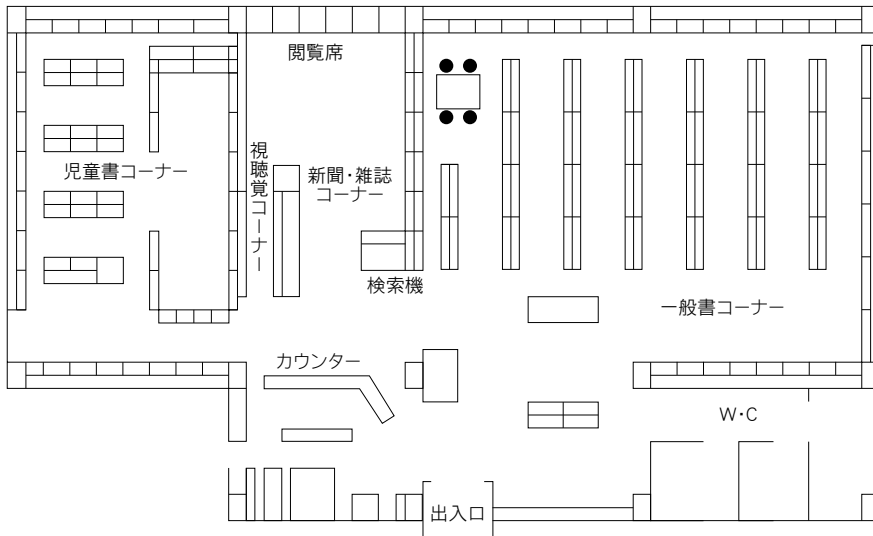 閲覧席
児童書コーナー
視聴覚コーナー
新聞・雑誌
コーナー
検索機
一般書コーナー
カウンター
W・C
出入口